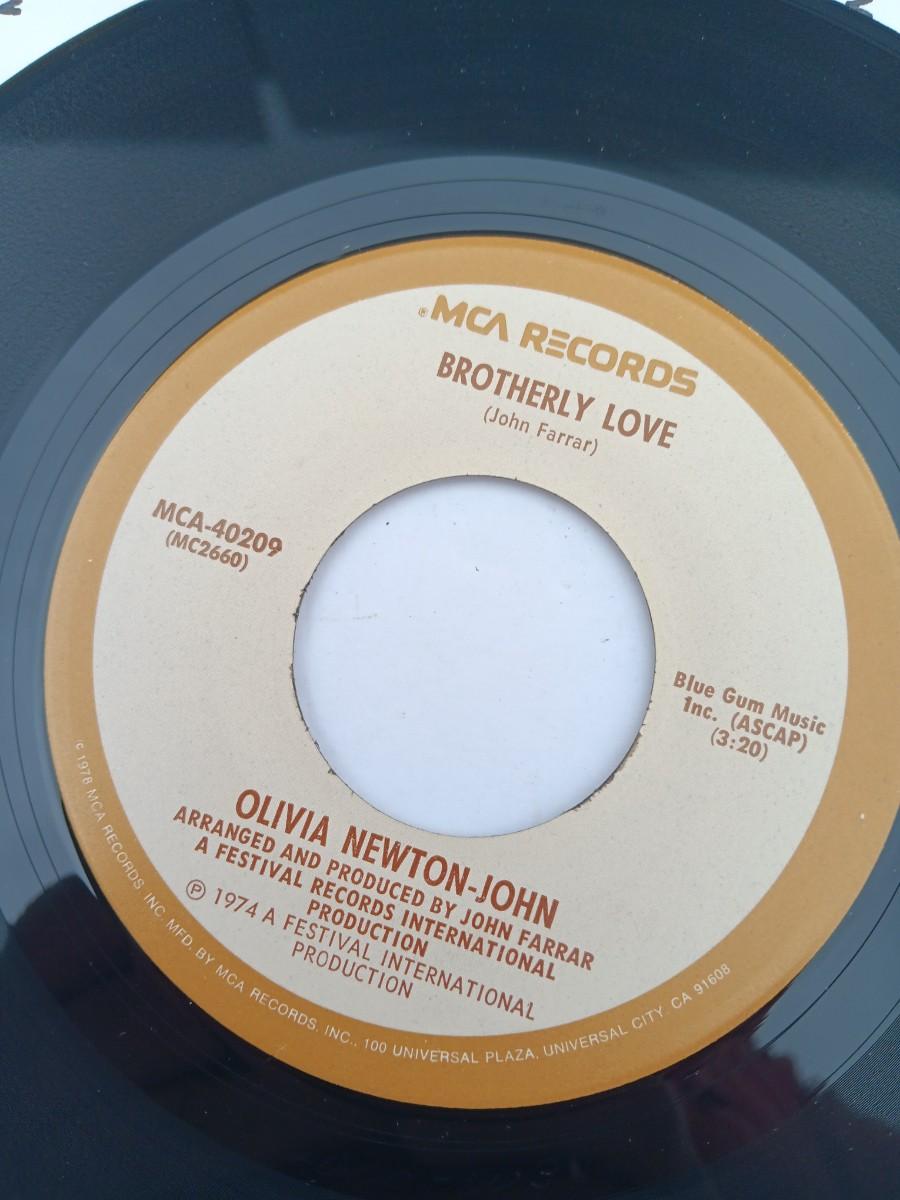 ® MCA RECORDS
BROTHERLY LOVE
(John Farrar)
MCA-40209
(MC2660)
Blue Gum Music
Inc. (ASCAP)
(3:20)
OLIVIA NEWTON-JOHN
ARRANGED AND PRODUCED BY JOHN FARRAR
A FESTIVAL RECORDS INTERNATIONAL
PRODUCTION
℗ 1974 A FESTIVAL INTERNATIONAL
PRODUCTION
(c 1978 MCA RECORDS, INC. MFD. BY MCA RECORDS, INC., 100 UNIVERSAL PLAZA, UNIVERSAL CITY, CA 91608